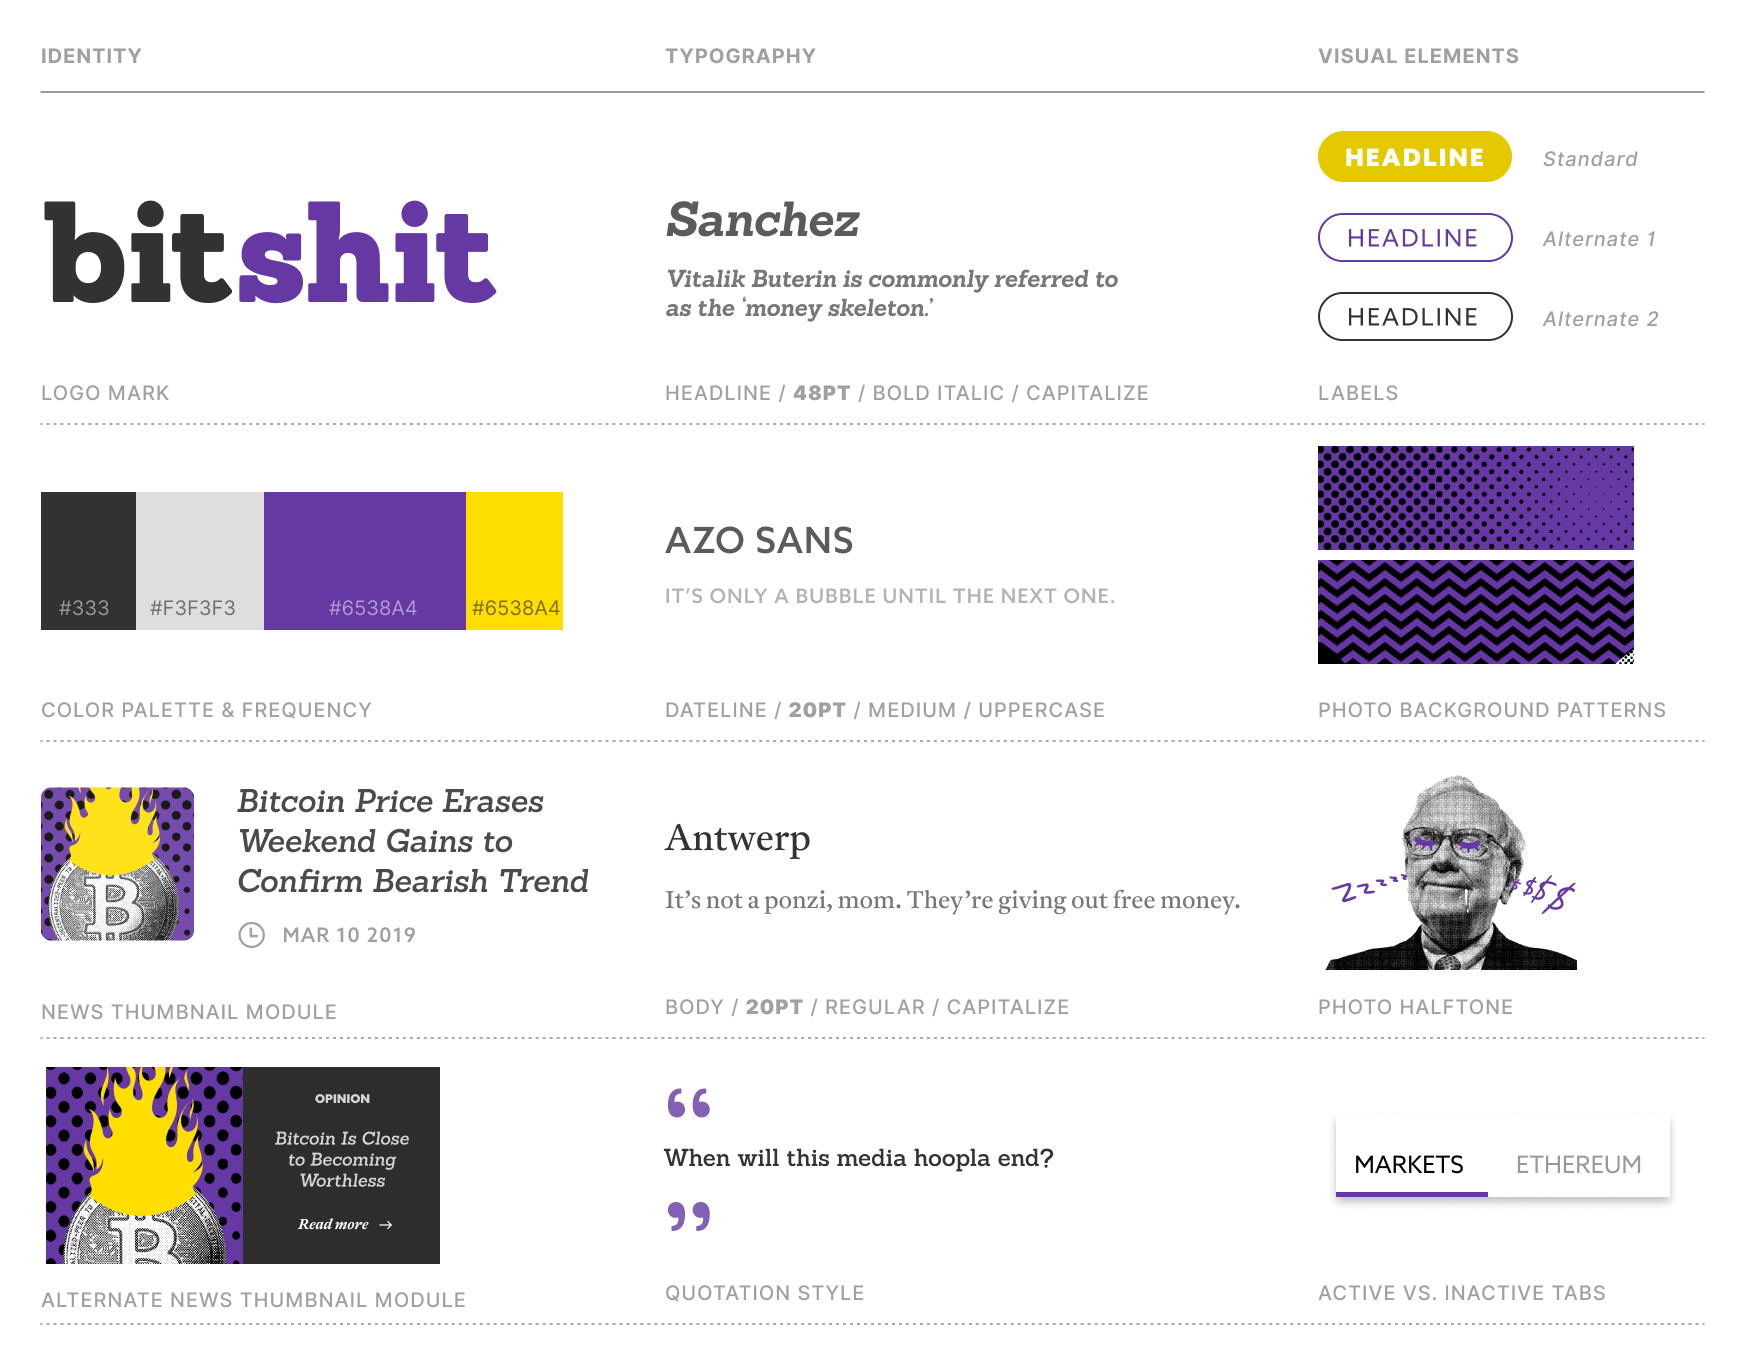 IDENTITY
TYPOGRAPHY
VISUAL ELEMENTS
bitshit
LOGO MARK
Sanchez
Vitalik Buterin is commonly referred to
as the ‘money skeleton.’
HEADLINE / 48PT / BOLD ITALIC / CAPITALIZE
HEADLINE Standard
HEADLINE Alternate 1
HEADLINE Alternate 2
LABELS
#333 #F3F3F3 #6538A4 #6538A4
COLOR PALETTE & FREQUENCY
AZO SANS
IT’S ONLY A BUBBLE UNTIL THE NEXT ONE.
DATELINE / 20PT / MEDIUM / UPPERCASE
PHOTO BACKGROUND PATTERNS
Bitcoin Price Erases
Weekend Gains to
Confirm Bearish Trend
MAR 10 2019
NEWS THUMBNAIL MODULE
Antwerp
It’s not a ponzi, mom. They’re giving out free money.
BODY / 20PT / REGULAR / CAPITALIZE
zzzzz $$$$
PHOTO HALFTONE
OPINION
Bitcoin Is Close
to Becoming
Worthless
Read more →
ALTERNATE NEWS THUMBNAIL MODULE
“
When will this media hoopla end?
”
QUOTATION STYLE
MARKETS ETHEREUM
ACTIVE VS. INACTIVE TABS